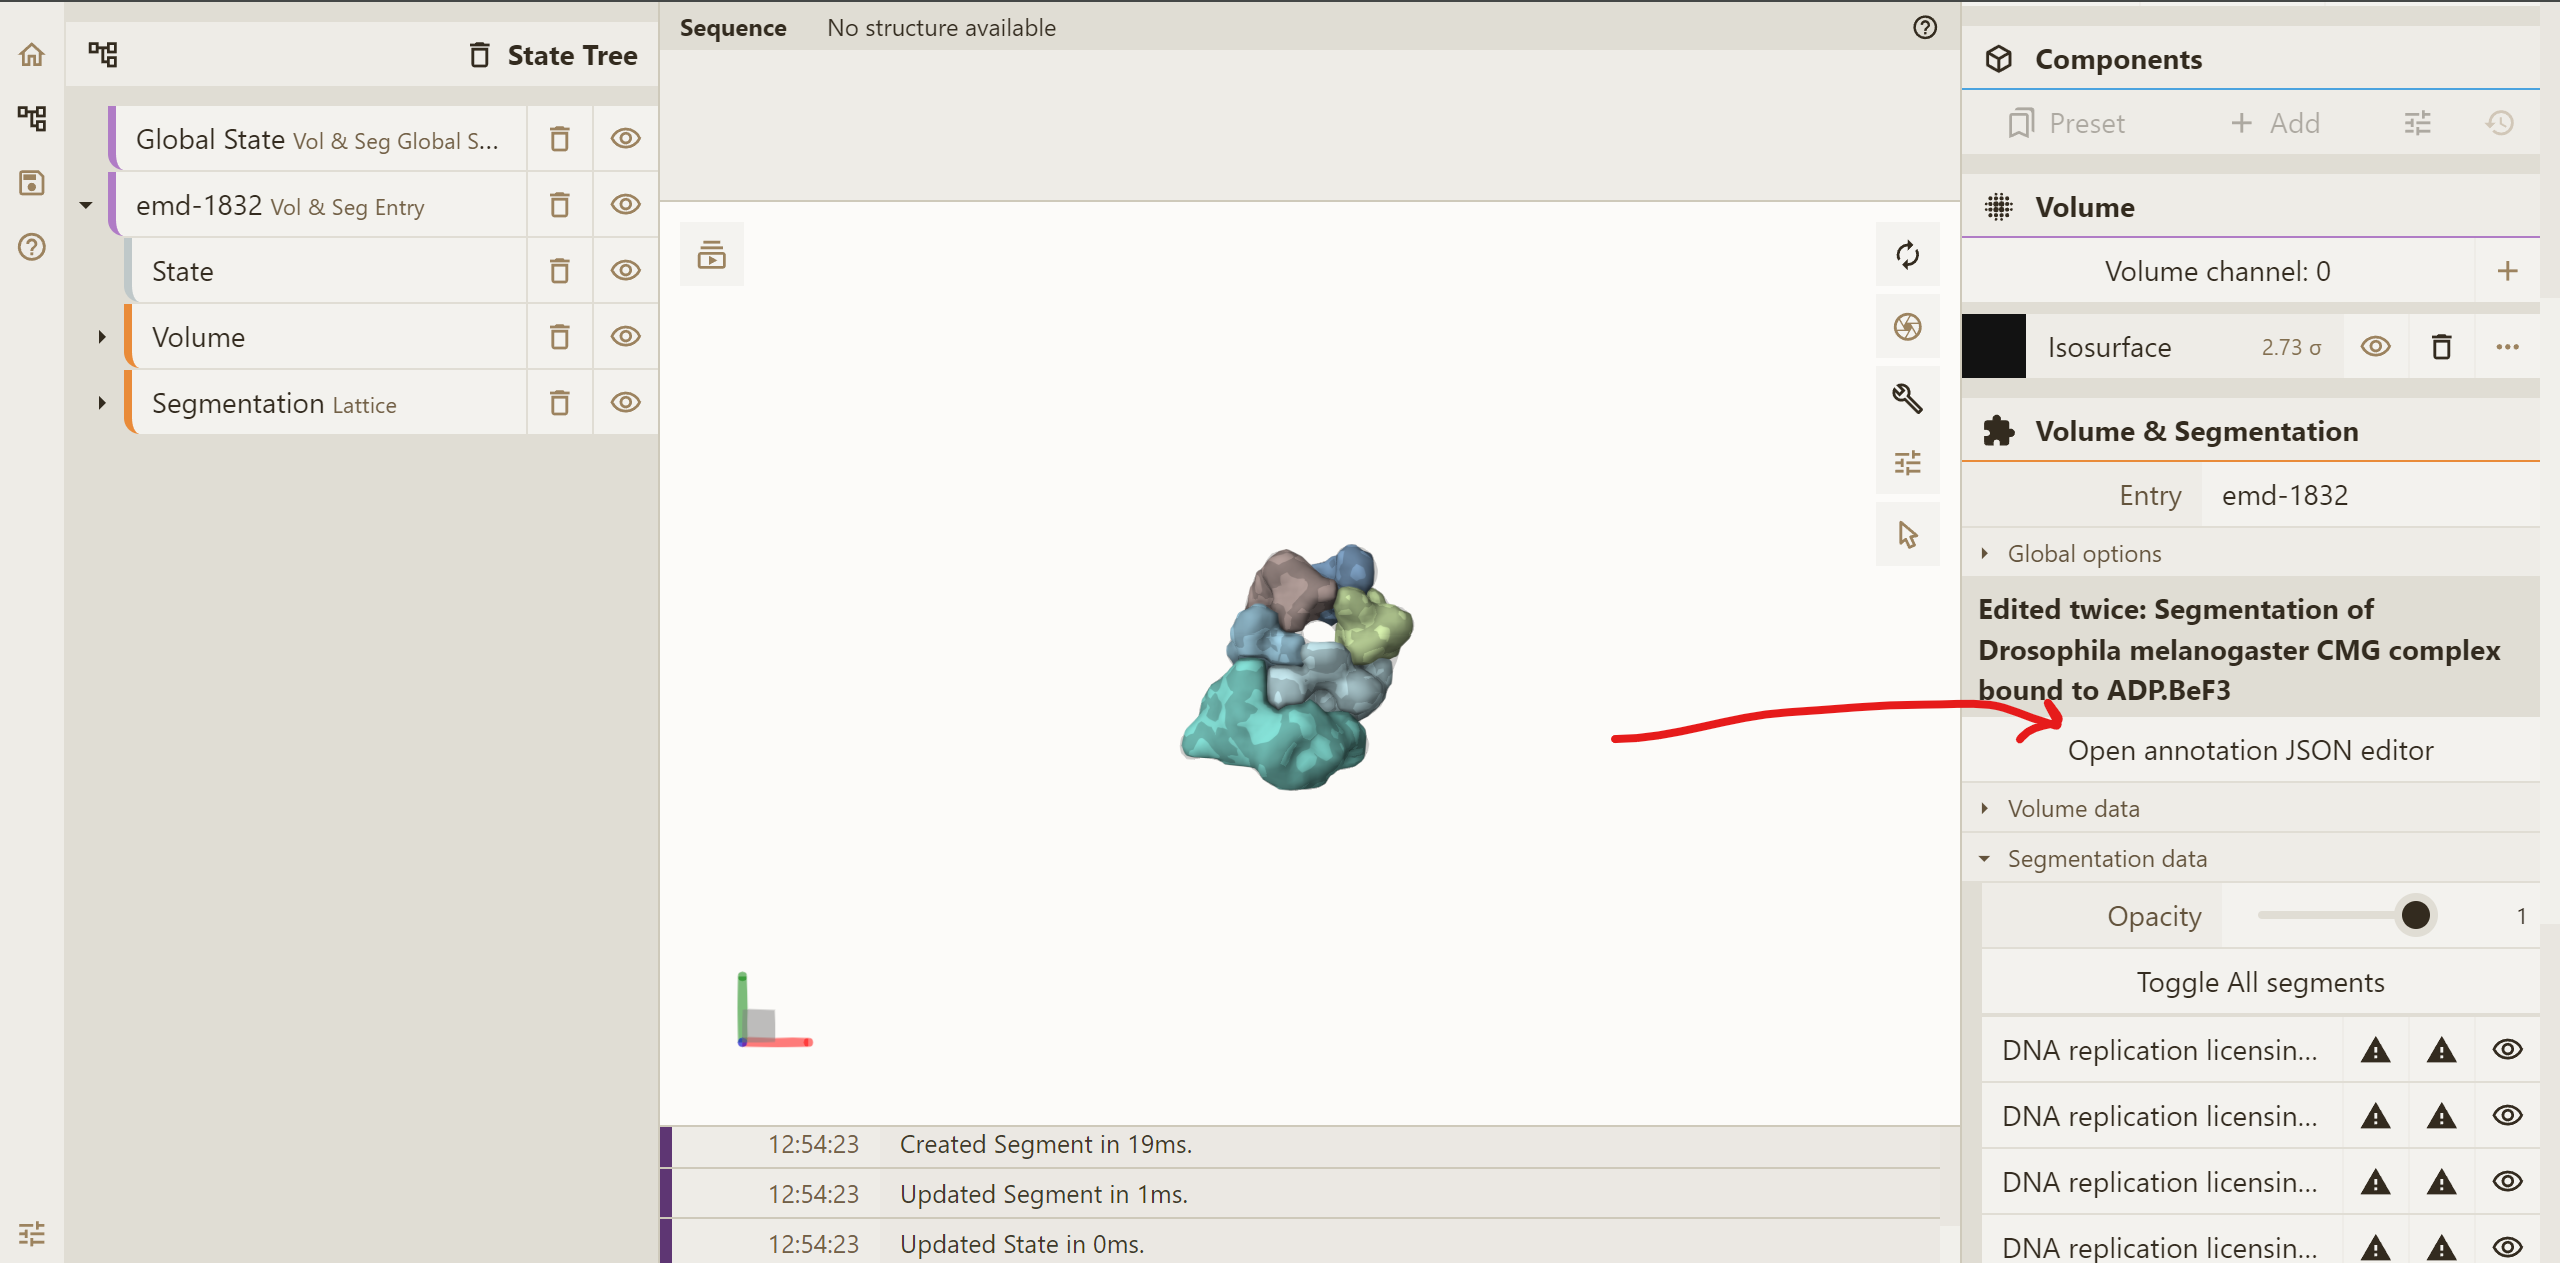 State Tree
Global State Vol & Seg Global S...
emd-1832 Vol & Seg Entry
State
Volume
Segmentation Lattice
Sequence No structure available
12:54:23 Created Segment in 19ms.
12:54:23 Updated Segment in 1ms.
12:54:23 Updated State in 0ms.
Components
Preset + Add
Volume
Volume channel: 0 +
Isosurface 2.73 σ
Volume & Segmentation
Entry emd-1832
Global options
Edited twice: Segmentation of
Drosophila melanogaster CMG complex
bound to ADP.BeF3
Open annotation JSON editor
Volume data
Segmentation data
Opacity 1
Toggle All segments
DNA replication licensin...
DNA replication licensin...
DNA replication licensin...
DNA replication licensin...